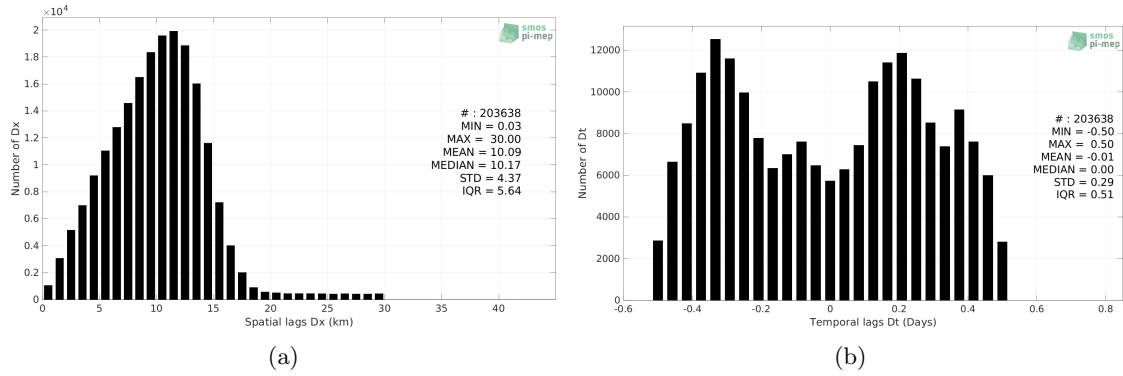 ×10⁴
2
1.8
1.6
1.4
1.2
1
0.8
0.6
0.4
0.2
0
Number of Dx
0 5 10 15 20 25 30 35 40
Spatial lags Dx (km)
smos
pi-mep
# : 203638
MIN = 0.03
MAX = 30.00
MEAN = 10.09
MEDIAN = 10.17
STD = 4.37
IQR = 5.64
(a)
12000
10000
8000
6000
4000
2000
0
Number of Dt
-0.6 -0.4 -0.2 0 0.2 0.4 0.6 0.8
Temporal lags Dt (Days)
smos
pi-mep
# : 203638
MIN = -0.50
MAX = 0.50
MEAN = -0.01
MEDIAN = 0.00
STD = 0.29
IQR = 0.51
(b)